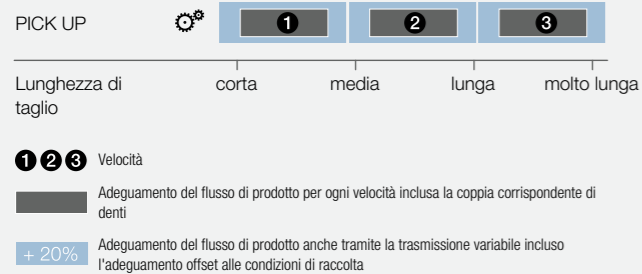 PICK UP 1 2 3
Lunghezza di taglio corta media lunga molto lunga
1 2 3 Velocità
Adeguamento del flusso di prodotto per ogni velocità inclusa la coppia corrispondente di
denti
+ 20% Adeguamento del flusso di prodotto anche tramite la trasmissione variabile incluso
l'adeguamento offset alle condizioni di raccolta